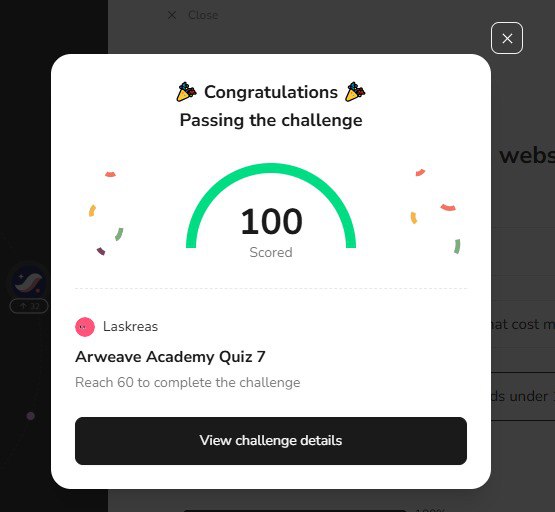 Close
Congratulations
Passing the challenge
webs
100
Scored
32
Laskreas
hat cost m
Arweave Academy Quiz 7
Reach 60 to complete the challenge
ds under
View challenge details
100%